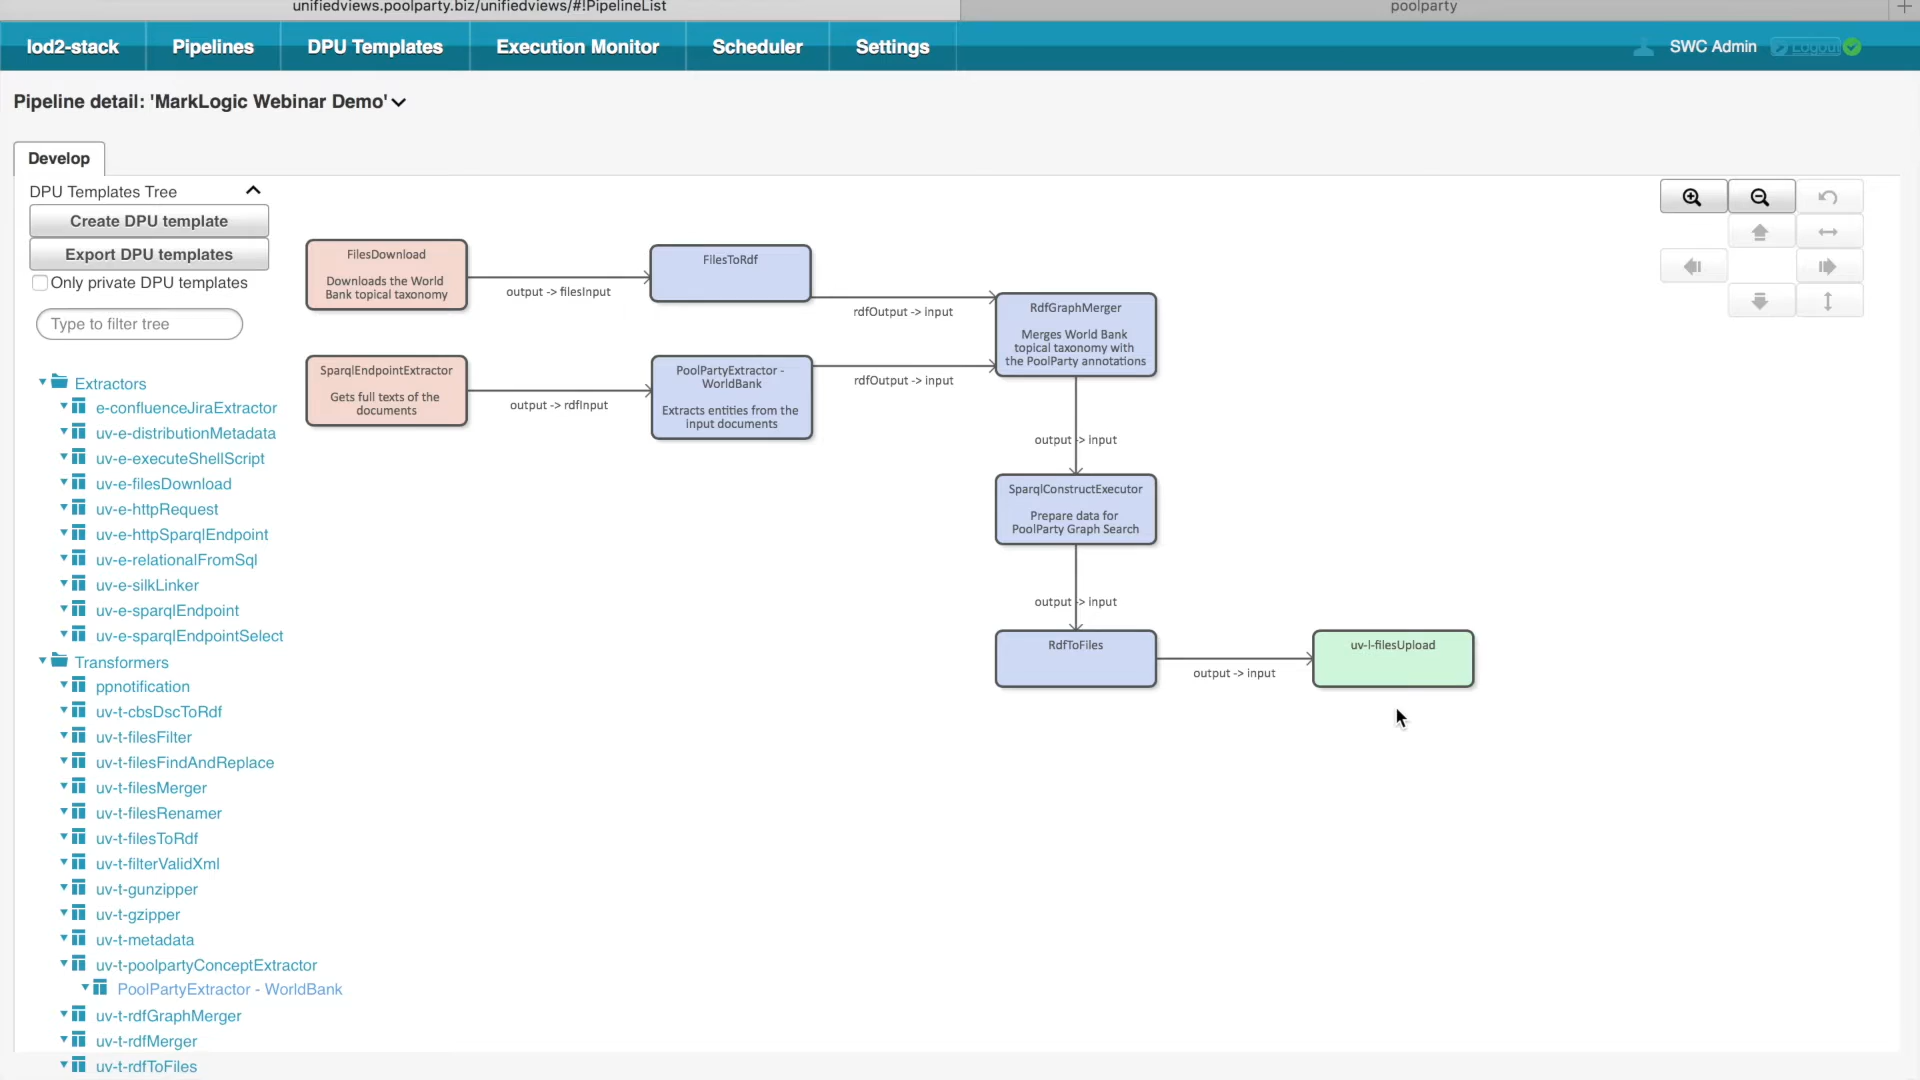 unifiedviews.poolparty.biz/unifiedviews/#!PipelineList
poolparty
lod2-stack
Pipelines
DPU Templates
Execution Monitor
Scheduler
Settings
SWC Admin
Logout
Pipeline detail: 'MarkLogic Webinar Demo'
Develop
DPU Templates Tree
Create DPU template
Export DPU templates
Only private DPU templates
Type to filter tree
Extractors
e-confluenceJiraExtractor
uv-e-distributionMetadata
uv-e-executeShellScript
uv-e-filesDownload
uv-e-httpRequest
uv-e-httpSparqlEndpoint
uv-e-relationalFromSql
uv-e-silkLinker
uv-e-sparqlEndpoint
uv-e-sparqlEndpointSelect
Transformers
ppnotification
uv-t-cbsDscToRdf
uv-t-filesFilter
uv-t-filesFindAndReplace
uv-t-filesMerger
uv-t-filesRenamer
uv-t-filesToRdf
uv-t-filterValidXml
uv-t-gunzipper
uv-t-gzipper
uv-t-metadata
uv-t-poolpartyConceptExtractor
PoolPartyExtractor - WorldBank
uv-t-rdfGraphMerger
uv-t-rdfMerger
uv-t-rdfToFiles
FilesDownload
Downloads the World
Bank topical taxonomy
output -> filesInput
FilesToRdf
rdfOutput -> input
SparqlEndpointExtractor
Gets full texts of the
documents
output -> rdfInput
PoolPartyExtractor -
WorldBank
Extracts entities from the
input documents
rdfOutput -> input
RdfGraphMerger
Merges World Bank
topical taxonomy with
the PoolParty annotations
output -> input
SparqlConstructExecutor
Prepare data for
PoolParty Graph Search
output -> input
RdfToFiles
output -> input
uv-l-filesUpload